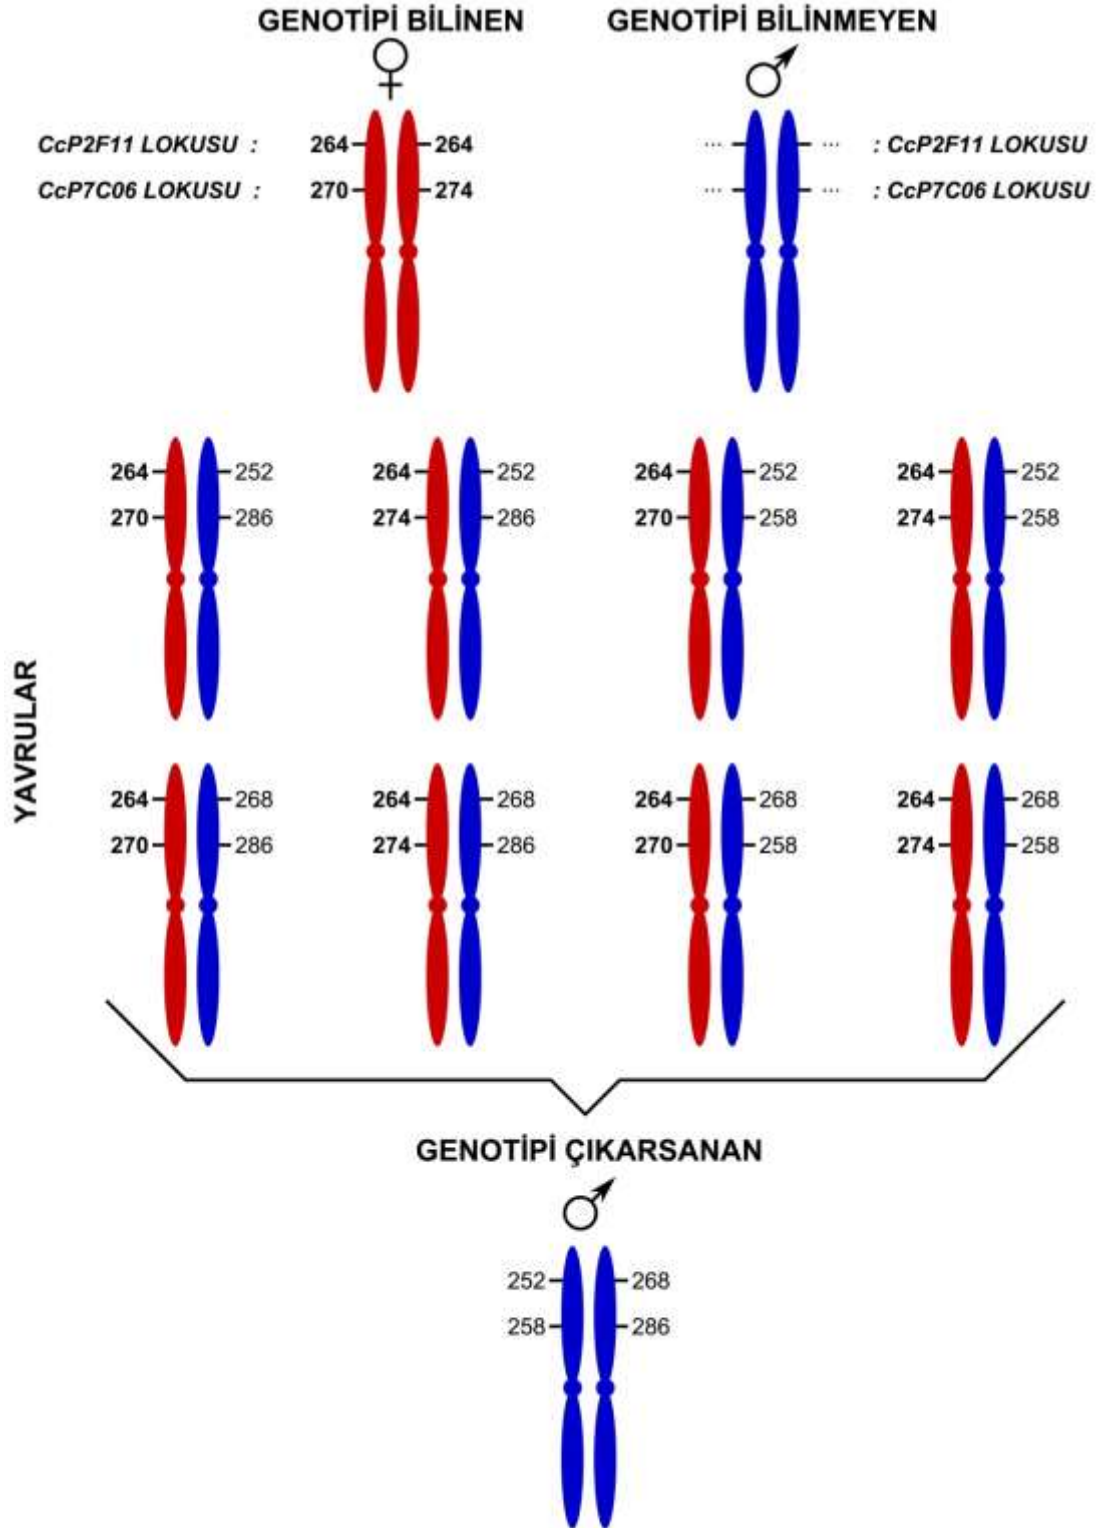 GENOTİPİ BİLİNEN GENOTİPİ BİLİNMEYEN
CcP2F11 LOKUSU : 264 264 ... ... : CcP2F11 LOKUSU
CcP7C06 LOKUSU : 270 274 ... ... : CcP7C06 LOKUSU
YAVRULAR
264 252 264 252 264 252 264 252
270 286 274 286 270 258 274 258
264 268 264 268 264 268 264 268
270 286 274 286 270 258 274 258
GENOTİPİ ÇIKARSANAN
252 268
258 286